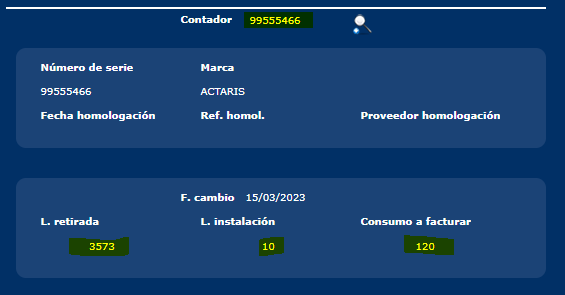 Contador 99555466
Número de serie Marca
99555466 ACTARIS
Fecha homologación Ref. homol. Proveedor homologación
F. cambio 15/03/2023
L. retirada L. instalación Consumo a facturar
3573 10 120